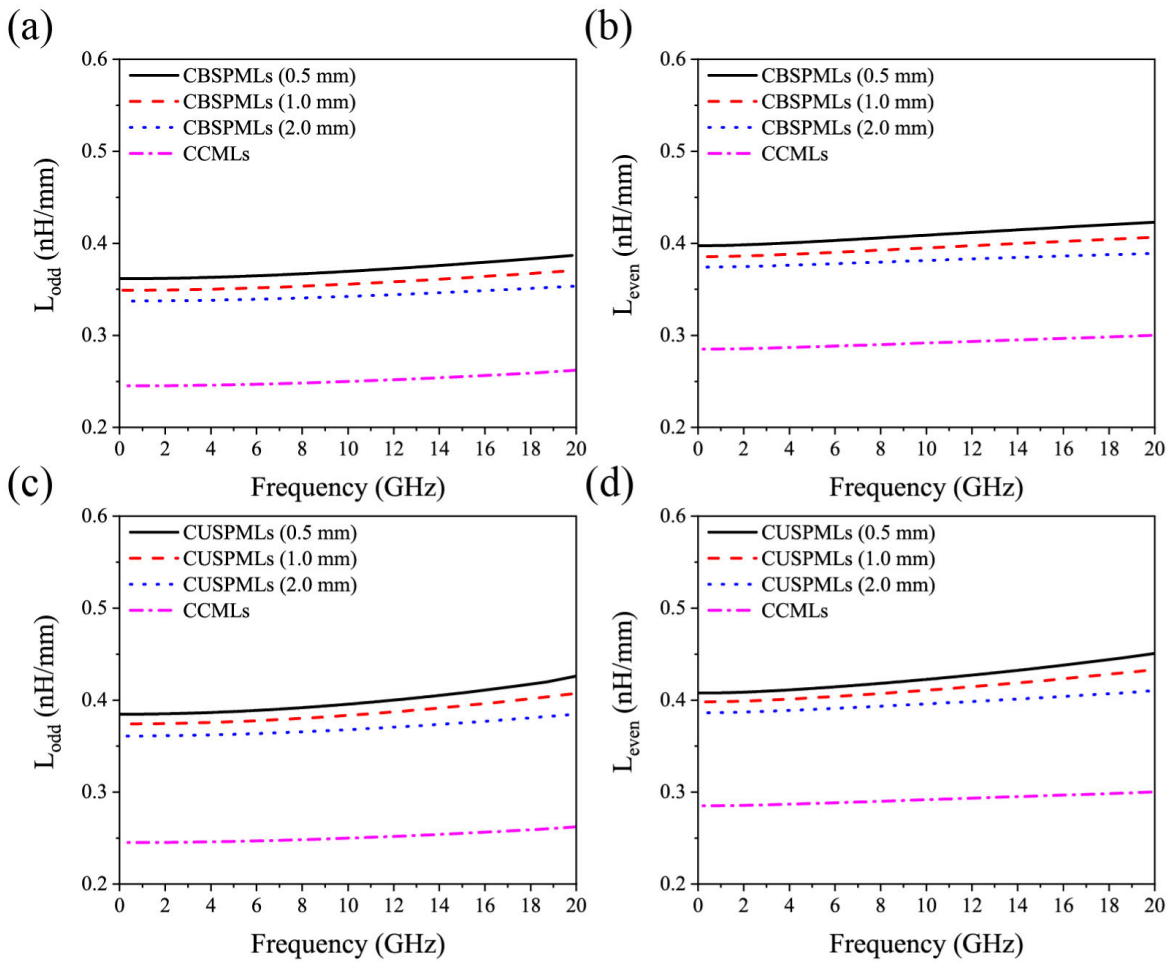 (a)
0.6
0.5
0.4
0.3
0.2
L_odd (nH/mm)
CBSPMLs (0.5 mm)
CBSPMLs (1.0 mm)
CBSPMLs (2.0 mm)
CCMLs
0 2 4 6 8 10 12 14 16 18 20
Frequency (GHz)
(b)
0.6
0.5
0.4
0.3
0.2
L_even (nH/mm)
CBSPMLs (0.5 mm)
CBSPMLs (1.0 mm)
CBSPMLs (2.0 mm)
CCMLs
0 2 4 6 8 10 12 14 16 18 20
Frequency (GHz)
(c)
0.6
0.5
0.4
0.3
0.2
L_odd (nH/mm)
CUSPMLs (0.5 mm)
CUSPMLs (1.0 mm)
CUSPMLs (2.0 mm)
CCMLs
0 2 4 6 8 10 12 14 16 18 20
Frequency (GHz)
(d)
0.6
0.5
0.4
0.3
0.2
L_even (nH/mm)
CUSPMLs (0.5 mm)
CUSPMLs (1.0 mm)
CUSPMLs (2.0 mm)
CCMLs
0 2 4 6 8 10 12 14 16 18 20
Frequency (GHz)